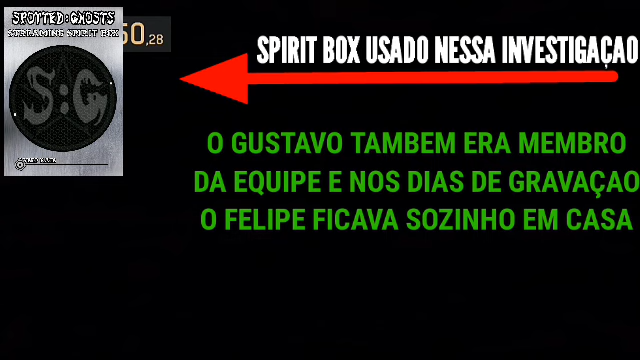 SPOTTED:GHOSTS
STREAMING SPIRIT BOX
50,28
S:G
SPIRIT BOX USADO NESSA INVESTIGAÇAO
O GUSTAVO TAMBEM ERA MEMBRO
DA EQUIPE E NOS DIAS DE GRAVAÇAO
O FELIPE FICAVA SOZINHO EM CASA